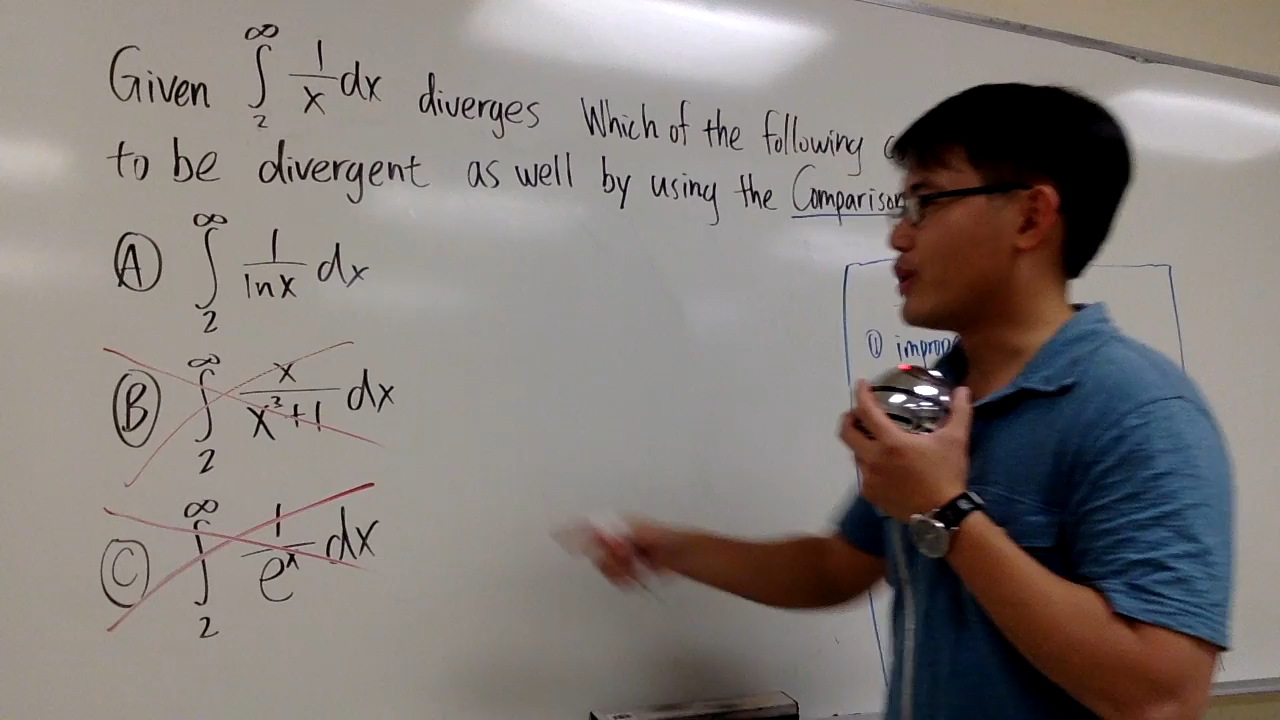 Given ∫₂^∞ 1/x dx diverges Which of the following
to be divergent as well by using the Comparison
Ⓐ ∫₂^∞ 1/ln x dx
Ⓑ ∫₂^∞ x/(x³+1) dx
① improp
Ⓒ ∫₂^∞ 1/eˣ dx